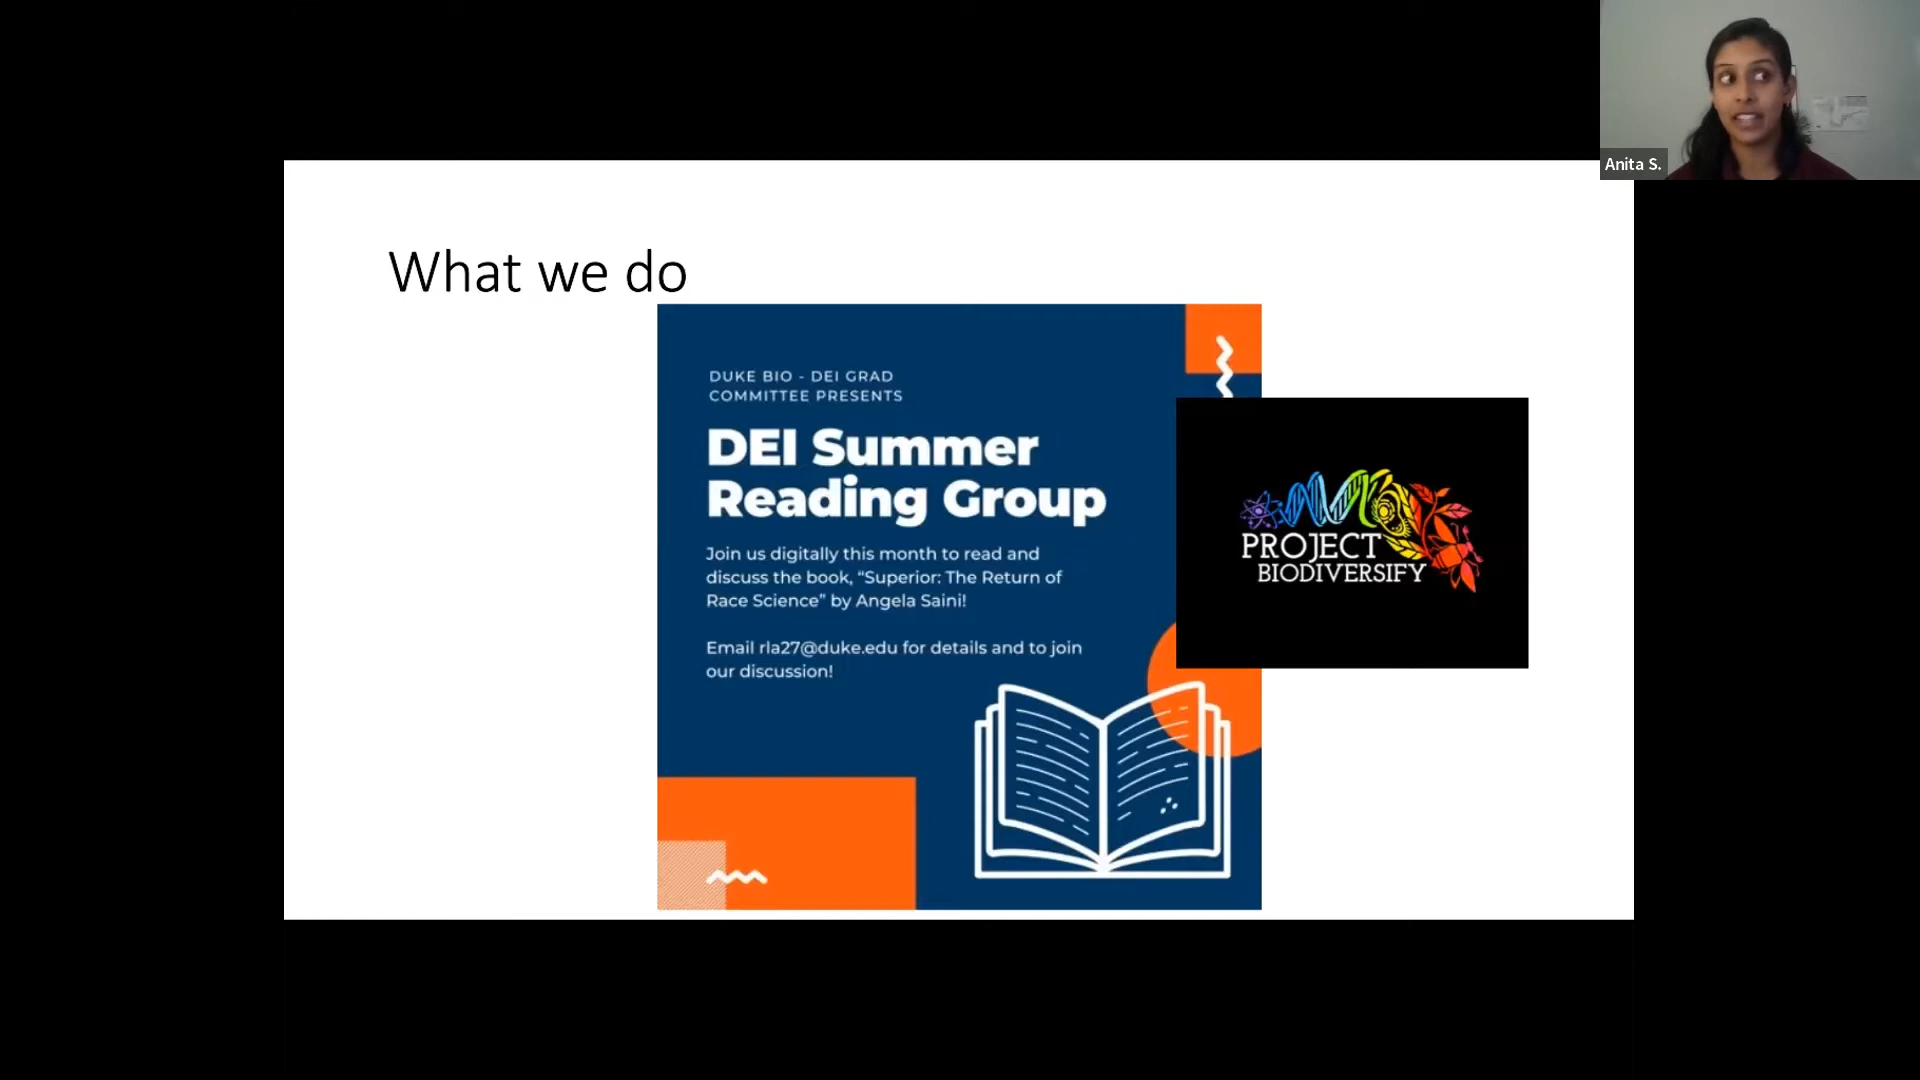 Anita S.
What we do
DUKE BIO - DEI GRAD
COMMITTEE PRESENTS
DEI Summer
Reading Group
Join us digitally this month to read and
discuss the book, “Superior: The Return of
Race Science” by Angela Saini!
Email rla27@duke.edu for details and to join
our discussion!
PROJECT
BIODIVERSIFY